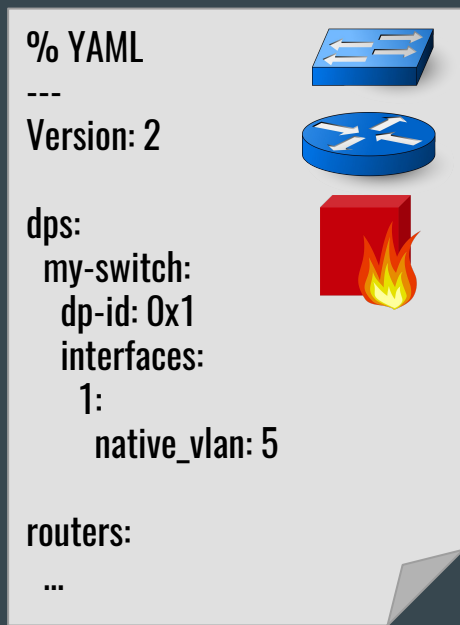 % YAML
---
Version: 2
dps:
my-switch:
dp-id: 0x1
interfaces:
1:
native_vlan: 5
routers:
...